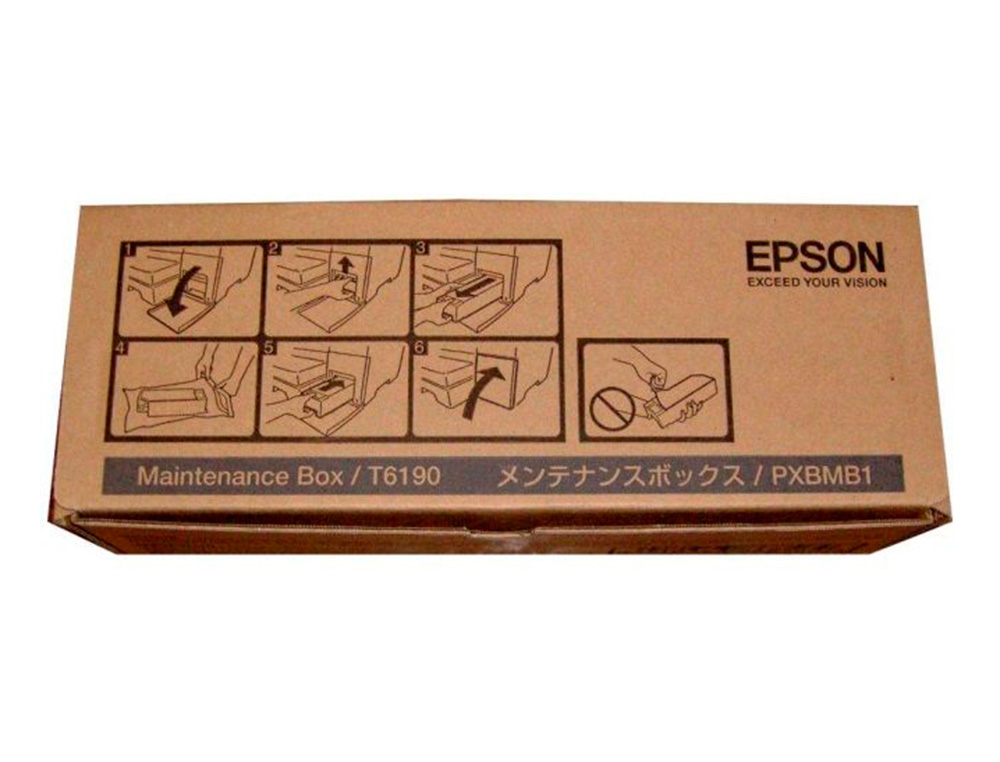 1 2 3
EPSON
EXCEED YOUR VISION
4 5 6
Maintenance Box / T6190 メンテナンスボックス / PXBMB1